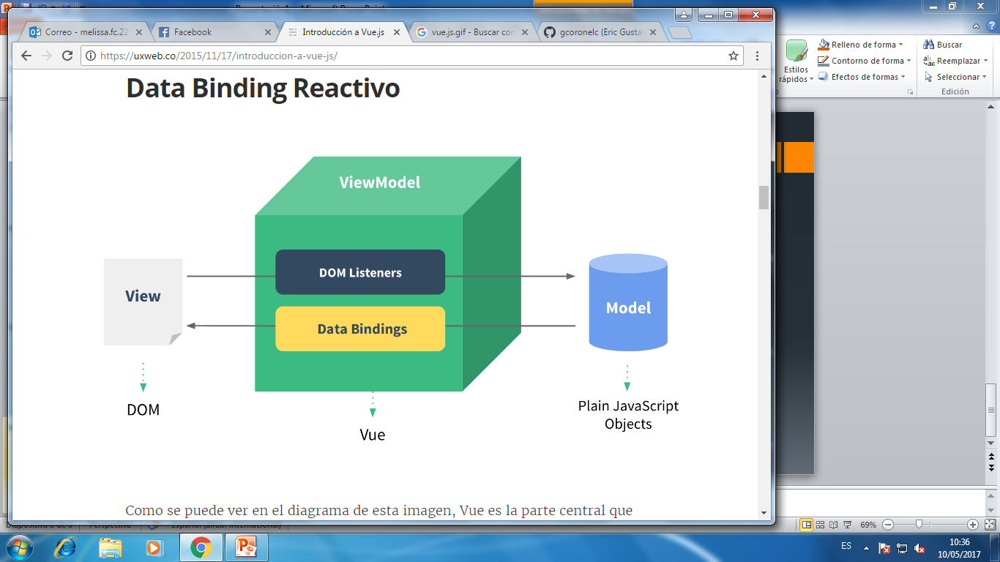 Correo - melissa.fc.22
Facebook
Introducción a Vue.js
vue.js.gif - Buscar con
gcoronelc (Eric Gusta
https://uxweb.co/2015/11/17/introduccion-a-vue-js/
Data Binding Reactivo
ViewModel
DOM Listeners
View
Model
Data Bindings
DOM
Plain JavaScript
Objects
Vue
Como se puede ver en el diagrama de esta imagen, Vue es la parte central que
Estilos
rápidos
Relleno de forma
Contorno de forma
Efectos de formas
Buscar
Reemplazar
Seleccionar
Edición
69%
ES
10:36
10/05/2017